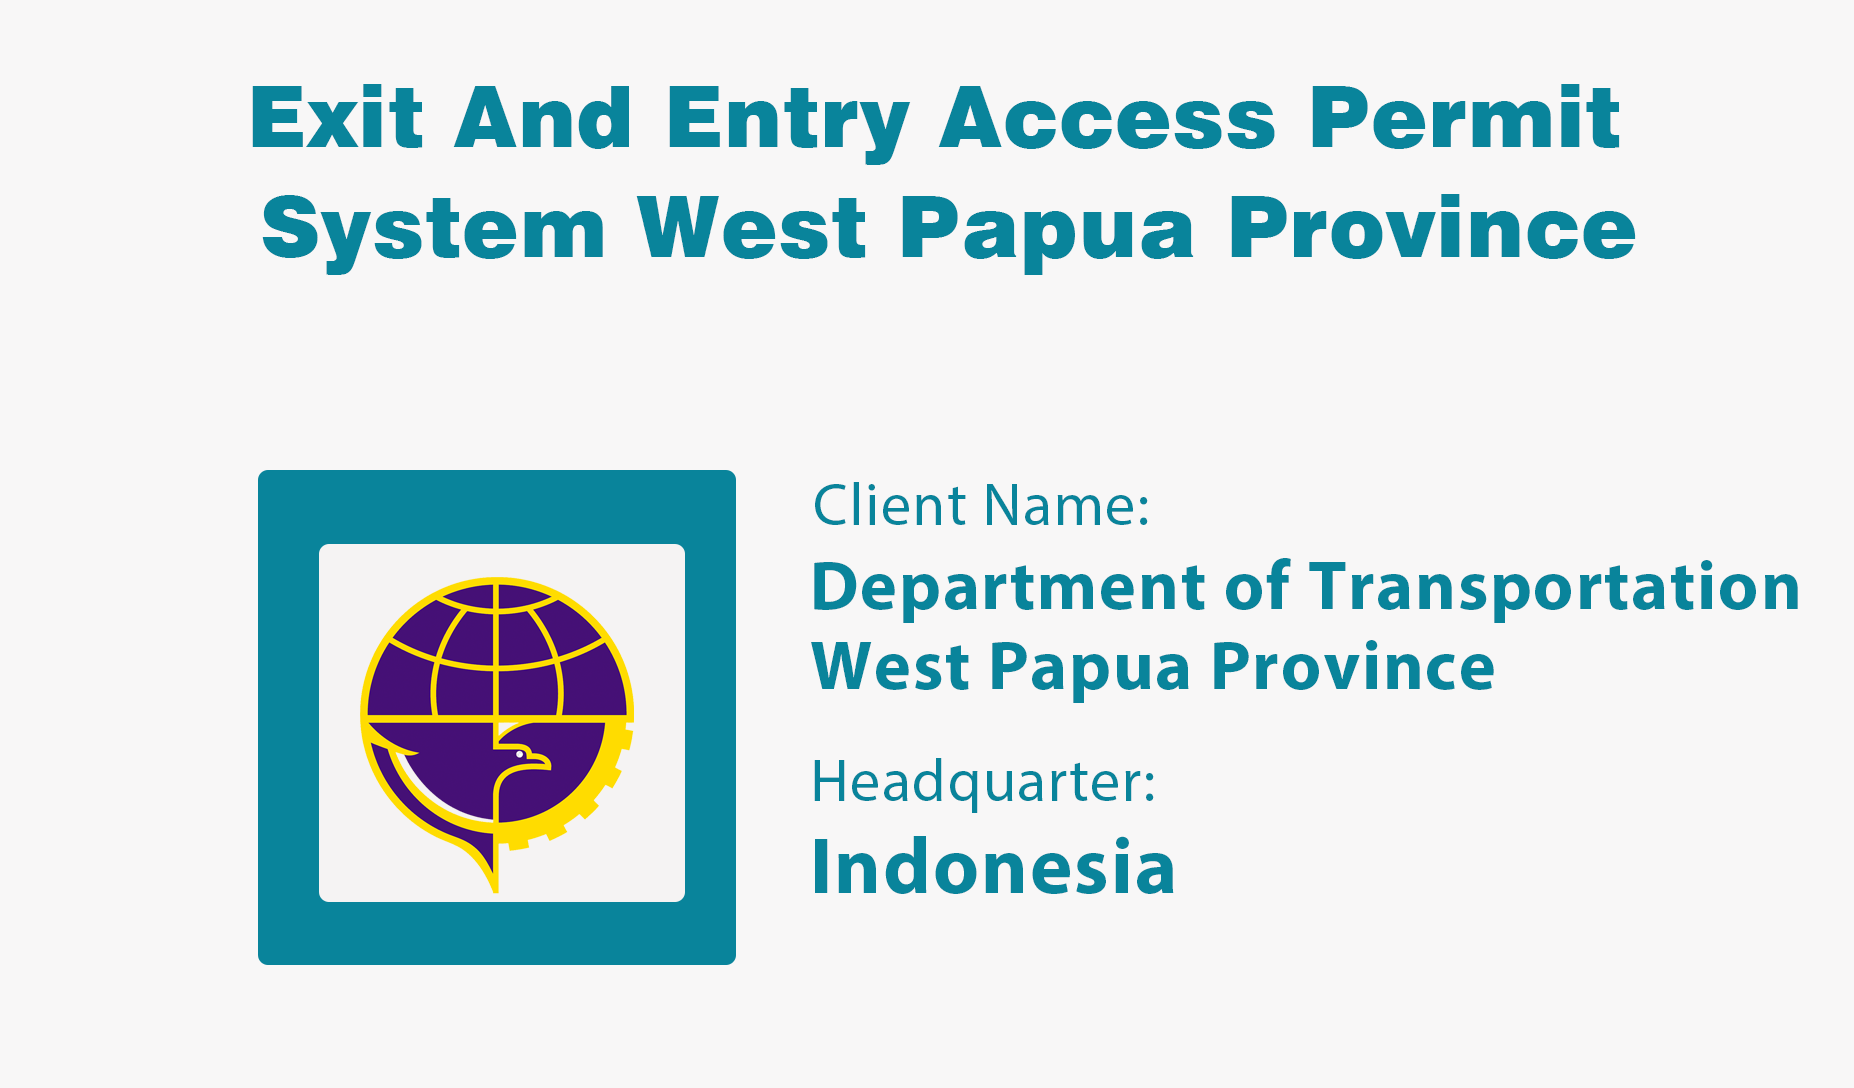 Exit And Entry Access Permit
System West Papua Province
Client Name:
Department of Transportation
West Papua Province
Headquarter:
Indonesia